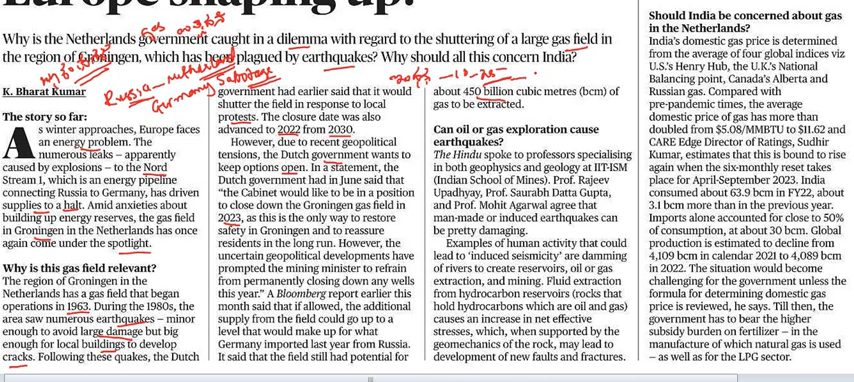 Europe shaping up?
Why is the Netherlands government caught in a dilemma with regard to the shuttering of a large gas field in
the region of Groningen, which has been plagued by earthquakes? Why should all this concern India?
K. Bharat Kumar
The story so far:
As winter approaches, Europe faces
an energy problem. The
numerous leaks – apparently
caused by explosions – to the Nord
Stream 1, which is an energy pipeline
connecting Russia to Germany, has driven
supplies to a halt. Amid anxieties about
building up energy reserves, the gas field
in Groningen in the Netherlands has once
again come under the spotlight.
Why is this gas field relevant?
The region of Groningen in the
Netherlands has a gas field that began
operations in 1963. During the 1980s, the
area saw numerous earthquakes – minor
enough to avoid large damage but big
enough for local buildings to develop
cracks. Following these quakes, the Dutch
Russia - netherland
Germany Sabotage
government had earlier said that it would
shutter the field in response to local
protests. The closure date was also
advanced to 2022 from 2030.
However, due to recent geopolitical
tensions, the Dutch government wants to
keep options open. In a statement, the
Dutch government had in June said that
“the Cabinet would like to be in a position
to close down the Groningen gas field in
2023, as this is the only way to restore
safety in Groningen and to reassure
residents in the long run. However, the
uncertain geopolitical developments have
prompted the mining minister to refrain
from permanently closing down any wells
this year.” A Bloomberg report earlier this
month said that if allowed, the additional
supply from the field could go up to a
level that would make up for what
Germany imported last year from Russia.
It said that the field still had potential for
about 450 billion cubic metres (bcm) of
gas to be extracted.
Can oil or gas exploration cause
earthquakes?
The Hindu spoke to professors specialising
in both geophysics and geology at IIT-ISM
(Indian School of Mines). Prof. Rajeev
Upadhyay, Prof. Saurabh Datta Gupta,
and Prof. Mohit Agarwal agree that
man-made or induced earthquakes can
be pretty damaging.
Examples of human activity that could
lead to ‘induced seismicity’ are damming
of rivers to create reservoirs, oil or gas
extraction, and mining. Fluid extraction
from hydrocarbon reservoirs (rocks that
hold hydrocarbons which are oil and gas)
causes an increase in net effective
stresses, which, when supported by the
geomechanics of the rock, may lead to
development of new faults and fractures.
Should India be concerned about gas
in the Netherlands?
India’s domestic gas price is determined
from the average of four global indices viz
U.S.’s Henry Hub, the U.K.’s National
Balancing point, Canada’s Alberta and
Russian gas. Compared with
pre-pandemic times, the average
domestic price of gas has more than
doubled from $5.08/MMBTU to $11.62 and
CARE Edge Director of Ratings, Sudhir
Kumar, estimates that this is bound to rise
again when the six-monthly reset takes
place for April-September 2023. India
consumed about 63.9 bcm in FY22, about
3.1 bcm more than in the previous year.
Imports alone accounted for close to 50%
of consumption, at about 30 bcm. Global
production is estimated to decline from
4,109 bcm in calendar 2021 to 4,089 bcm
in 2022. The situation would become
challenging for the government unless the
formula for determining domestic gas
price is reviewed, he says. Till then, the
government has to bear the higher
subsidy burden on fertilizer – in the
manufacture of which natural gas is used
– as well as for the LPG sector.